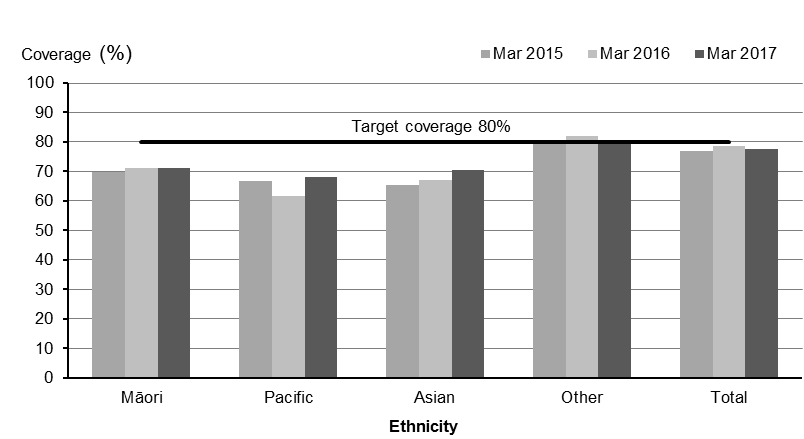 Coverage (%)
Mar 2015 Mar 2016 Mar 2017
100
90
80
70
60
50
40
30
20
10
0
Target coverage 80%
Māori Pacific Asian Other Total
Ethnicity